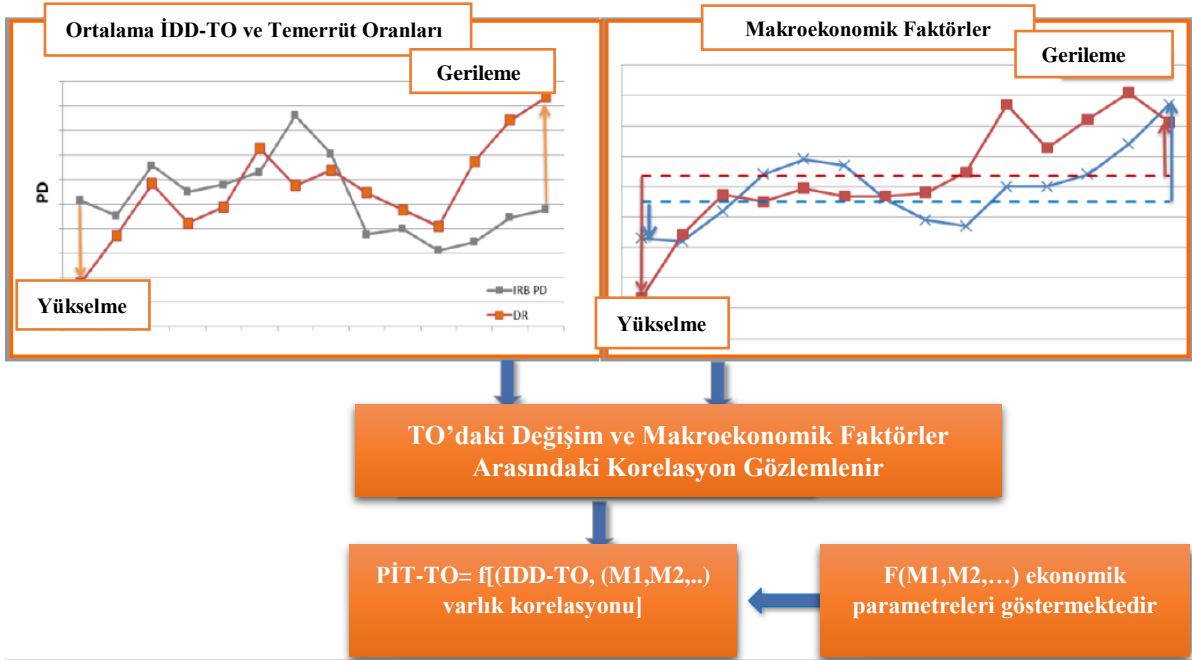 Ortalama İDD-TO ve Temerrüt Oranları
Gerileme
PD
Yükselme
IRB PD
DR
Makroekonomik Faktörler
Gerileme
Yükselme
TO’daki Değişim ve Makroekonomik Faktörler
Arasındaki Korelasyon Gözlemlenir
PİT-TO= f[(IDD-TO, (M1,M2,..)
varlık korelasyonu]
F(M1,M2,…) ekonomik
parametreleri göstermektedir